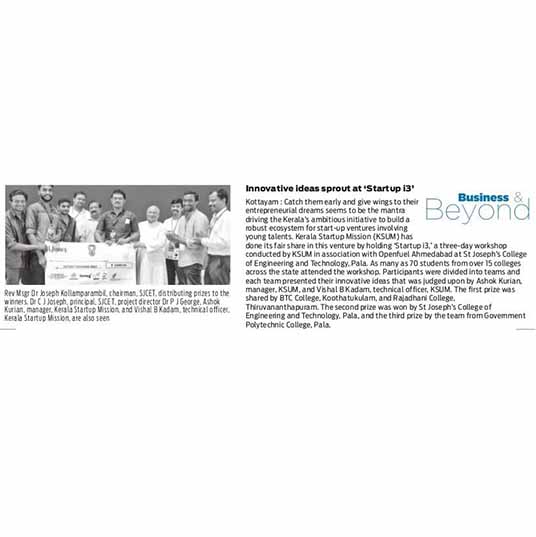 Rev Msgr Dr Joseph Kollamparambil, chairman, SJCET, distributing prizes to the
winners. Dr C J Joseph, principal, SJCET, project director Dr P J George, Ashok
Kurian, manager, Kerala Startup Mission, and Vishal B Kadam, technical officer,
Kerala Startup Mission, are also seen
Innovative ideas sprout at ‘Startup i3’
Business &
Beyond
Kottayam : Catch them early and give wings to their
entrepreneurial dreams seems to be the mantra
driving the Kerala's ambitious initiative to build a
robust ecosystem for start-up ventures involving
young talents. Kerala Startup Mission (KSUM) has
done its fair share in this venture by holding ‘Startup i3,’ a three-day workshop
conducted by KSUM in association with Openfuel Ahmedabad at St Joseph's College
of Engineering and Technology, Pala. As many as 70 students from over 15 colleges
across the state attended the workshop. Participants were divided into teams and
each team presented their innovative ideas that was judged upon by Ashok Kurian,
manager, KSUM, and Vishal B Kadam, technical officer, KSUM. The first prize was
shared by BTC College, Koothatukulam, and Rajadhani College,
Thiruvananthapuram. The second prize was won by St Joseph's College of
Engineering and Technology, Pala, and the third prize by the team from Government
Polytechnic College, Pala.